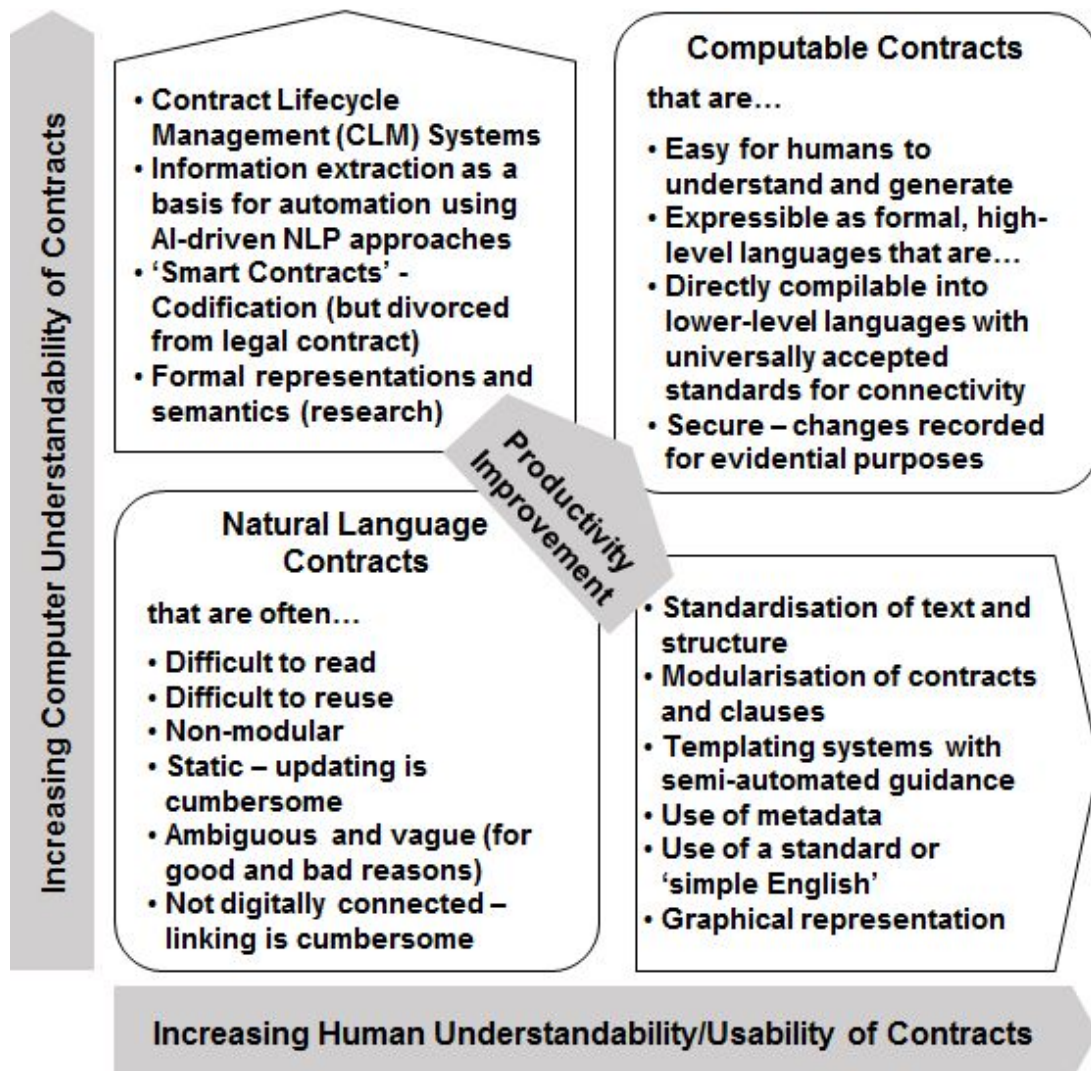 Increasing Computer Understandability of Contracts
• Contract Lifecycle
Management (CLM) Systems
• Information extraction as a
basis for automation using
AI-driven NLP approaches
• ‘Smart Contracts’ -
Codification (but divorced
from legal contract)
• Formal representations and
semantics (research)
Computable Contracts
that are…
• Easy for humans to
understand and generate
• Expressible as formal, high-
level languages that are…
• Directly compilable into
lower-level languages with
universally accepted
standards for connectivity
• Secure – changes recorded
for evidential purposes
Productivity
Improvement
Natural Language
Contracts
that are often…
• Difficult to read
• Difficult to reuse
• Non-modular
• Static – updating is
cumbersome
• Ambiguous and vague (for
good and bad reasons)
• Not digitally connected –
linking is cumbersome
• Standardisation of text and
structure
• Modularisation of contracts
and clauses
• Templating systems with
semi-automated guidance
• Use of metadata
• Use of a standard or
‘simple English’
• Graphical representation
Increasing Human Understandability/Usability of Contracts